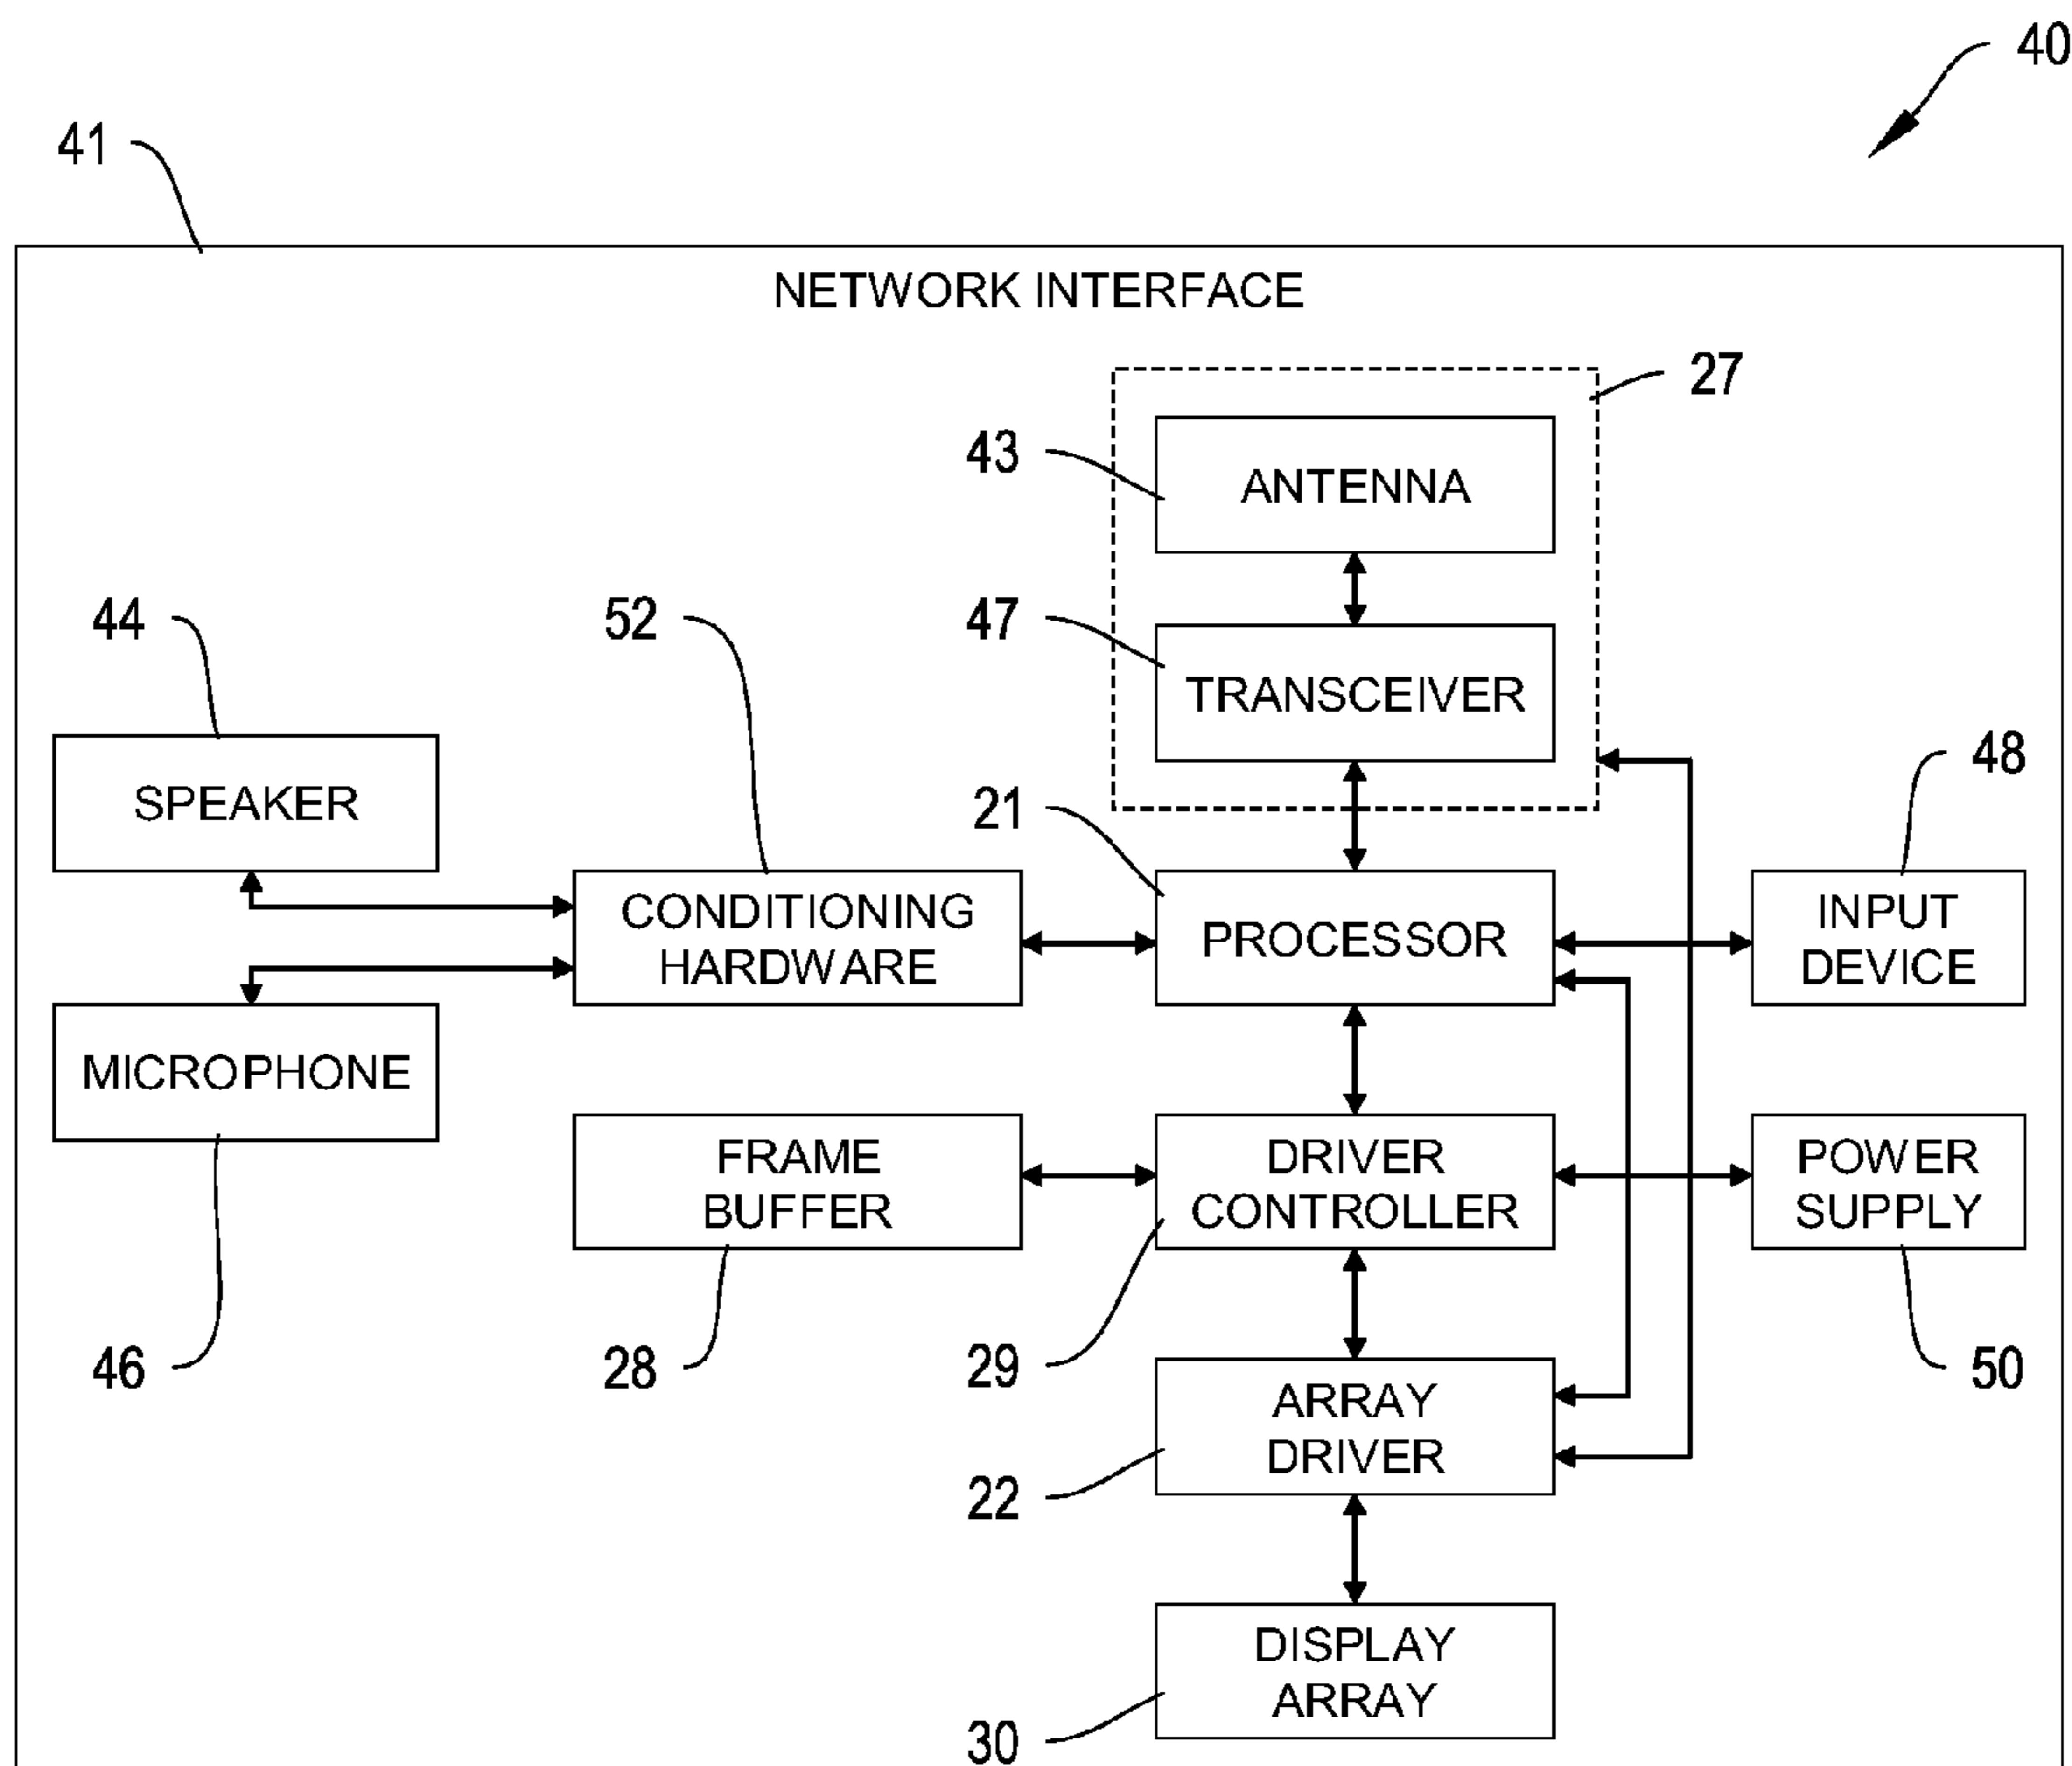 40
41
NETWORK INTERFACE
27
43
ANTENNA
44
52
47
TRANSCEIVER
48
SPEAKER
21
CONDITIONING
HARDWARE
PROCESSOR
INPUT
DEVICE
MICROPHONE
FRAME
BUFFER
DRIVER
CONTROLLER
POWER
SUPPLY
46
28
29
50
ARRAY
DRIVER
22
DISPLAY
ARRAY
30